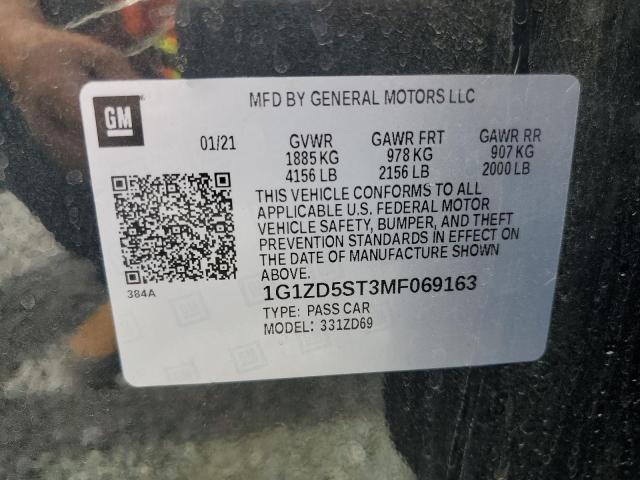 GM
MFD BY GENERAL MOTORS LLC
01/21 GVWR GAWR FRT GAWR RR
1885 KG 978 KG 907 KG
4156 LB 2156 LB 2000 LB
THIS VEHICLE CONFORMS TO ALL
APPLICABLE U.S. FEDERAL MOTOR
VEHICLE SAFETY, BUMPER, AND THEFT
PREVENTION STANDARDS IN EFFECT ON
THE DATE OF MANUFACTURE SHOWN
ABOVE.
384A
1G1ZD5ST3MF069163
TYPE: PASS CAR
MODEL: 331ZD69